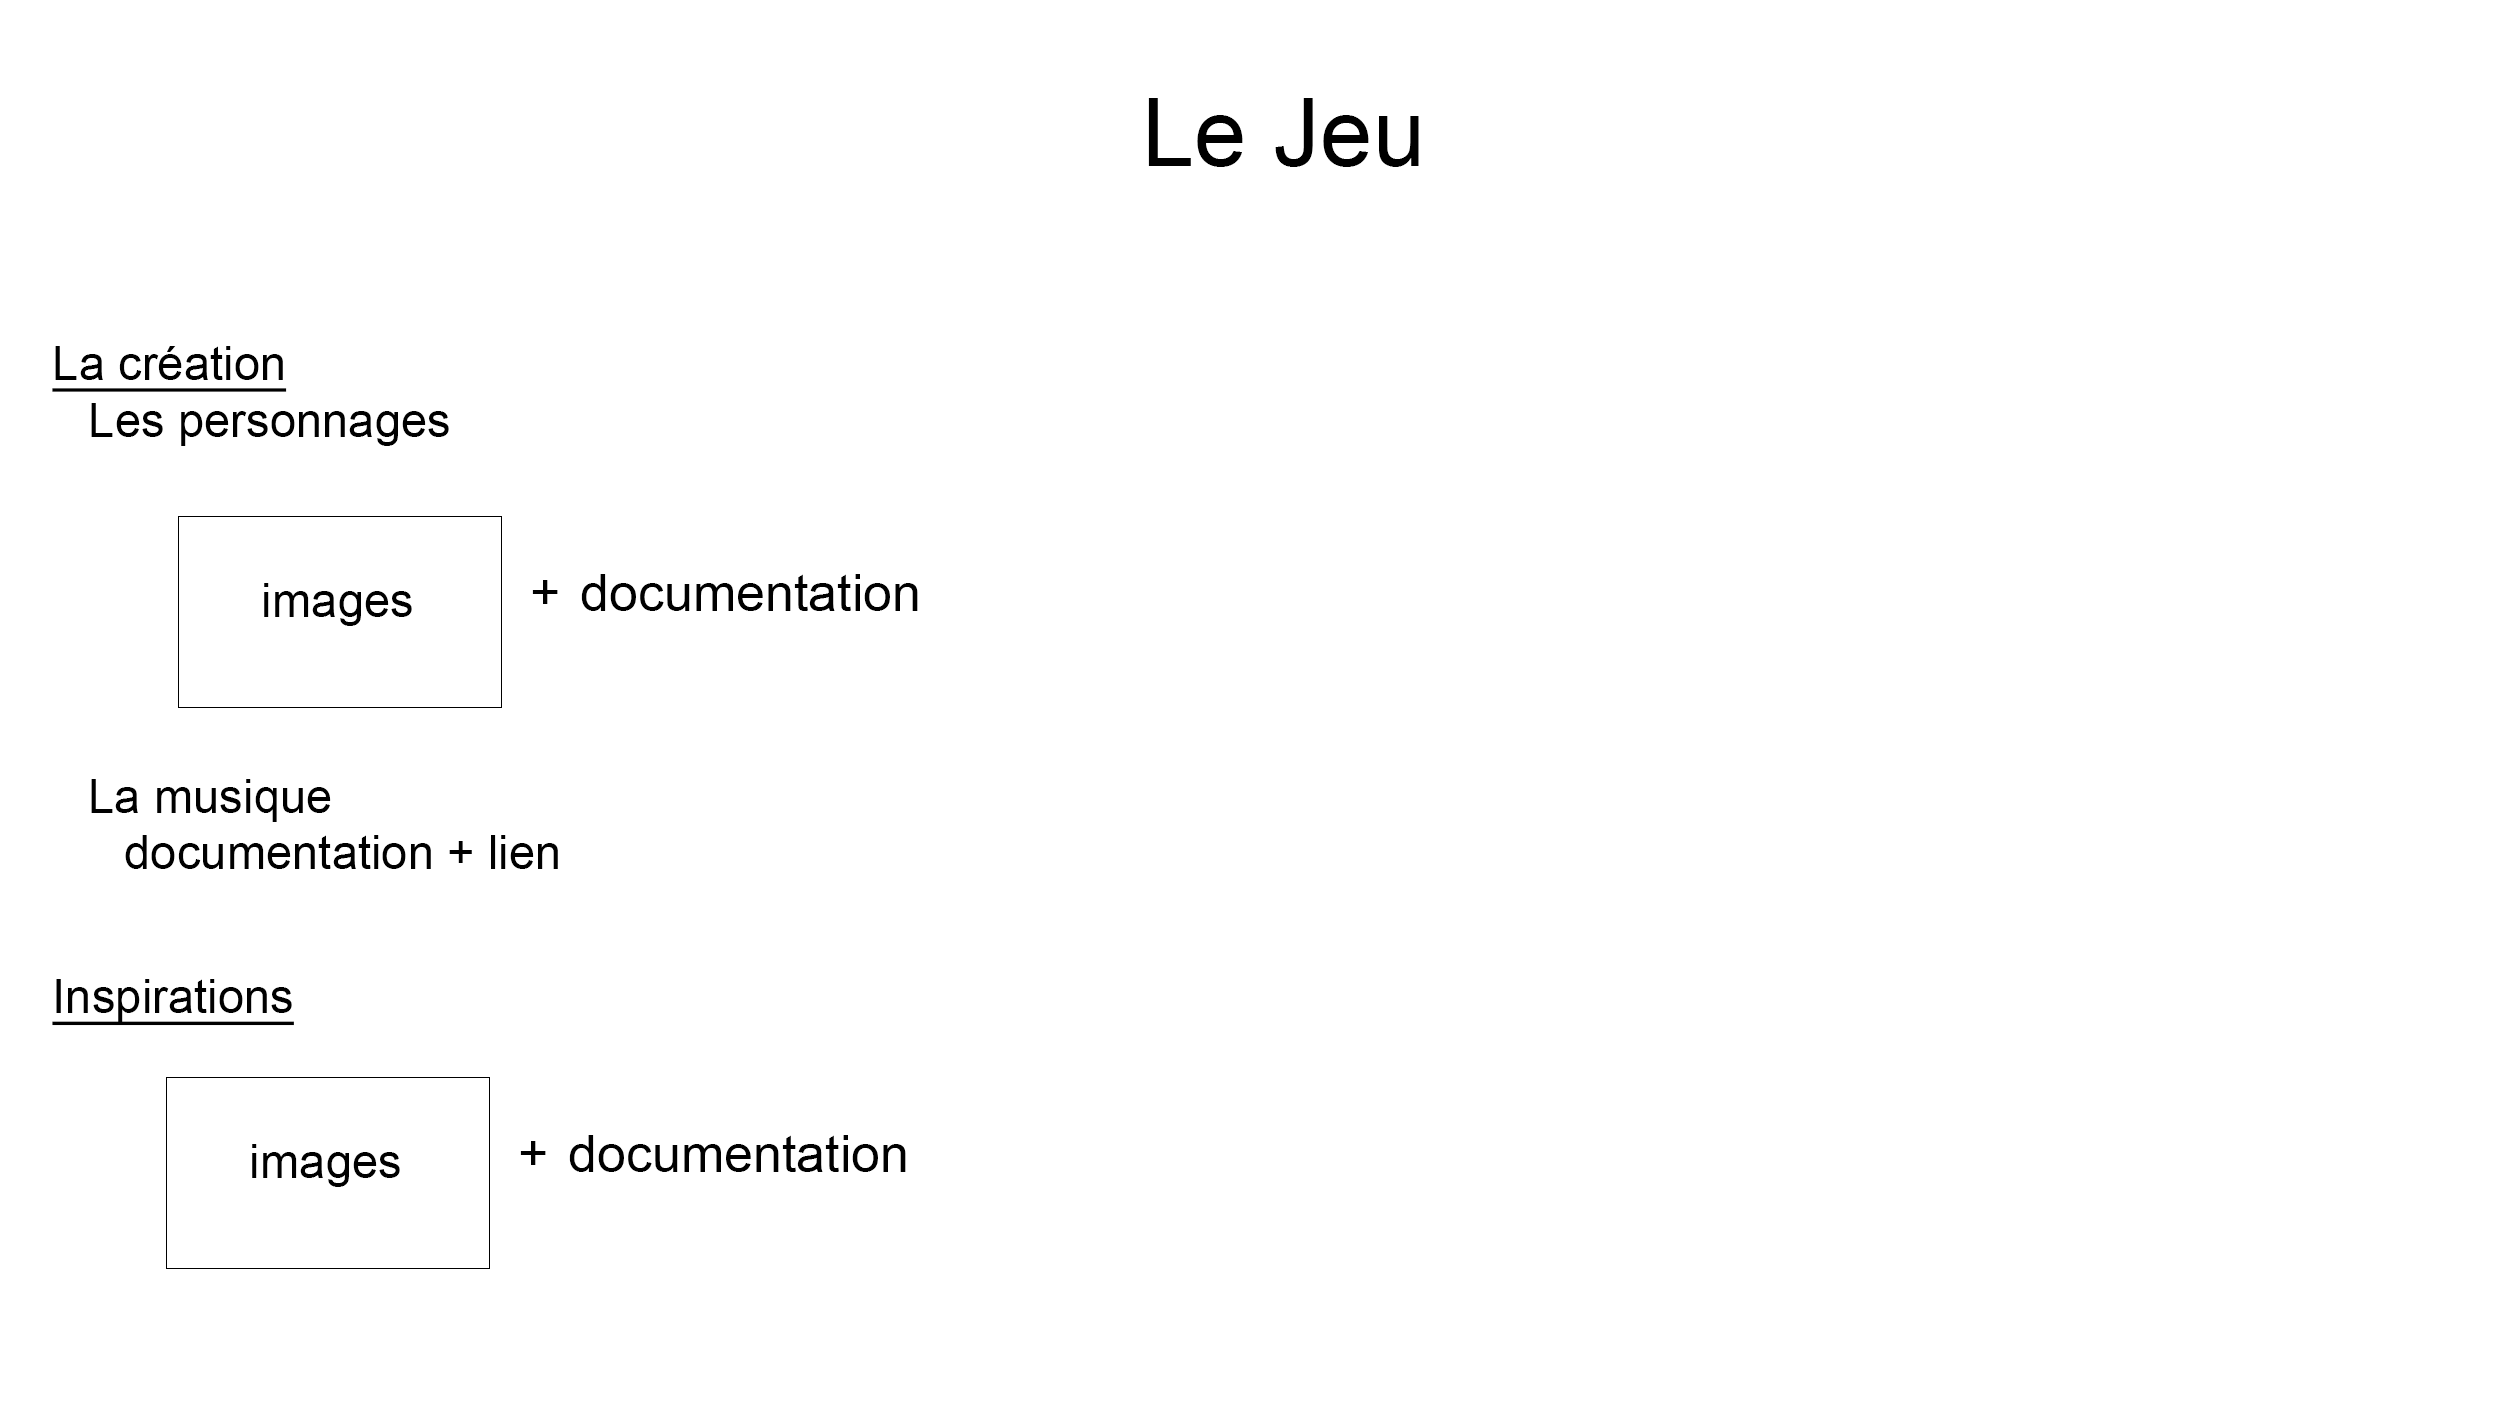 Le Jeu
La création
Les personnages
images + documentation
La musique
documentation + lien
Inspirations
images + documentation